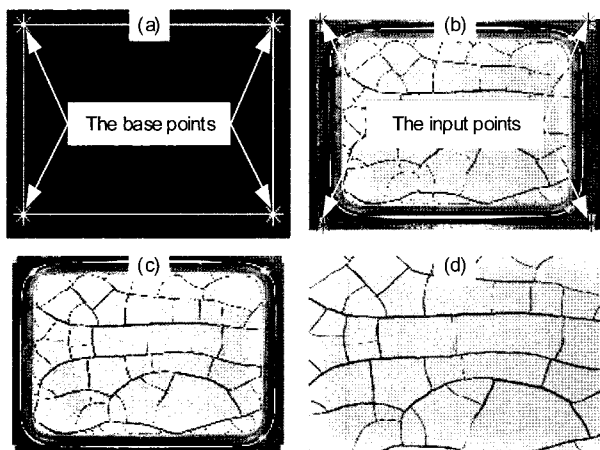 (a)
(b)
The base points
The input points
(c)
(d)